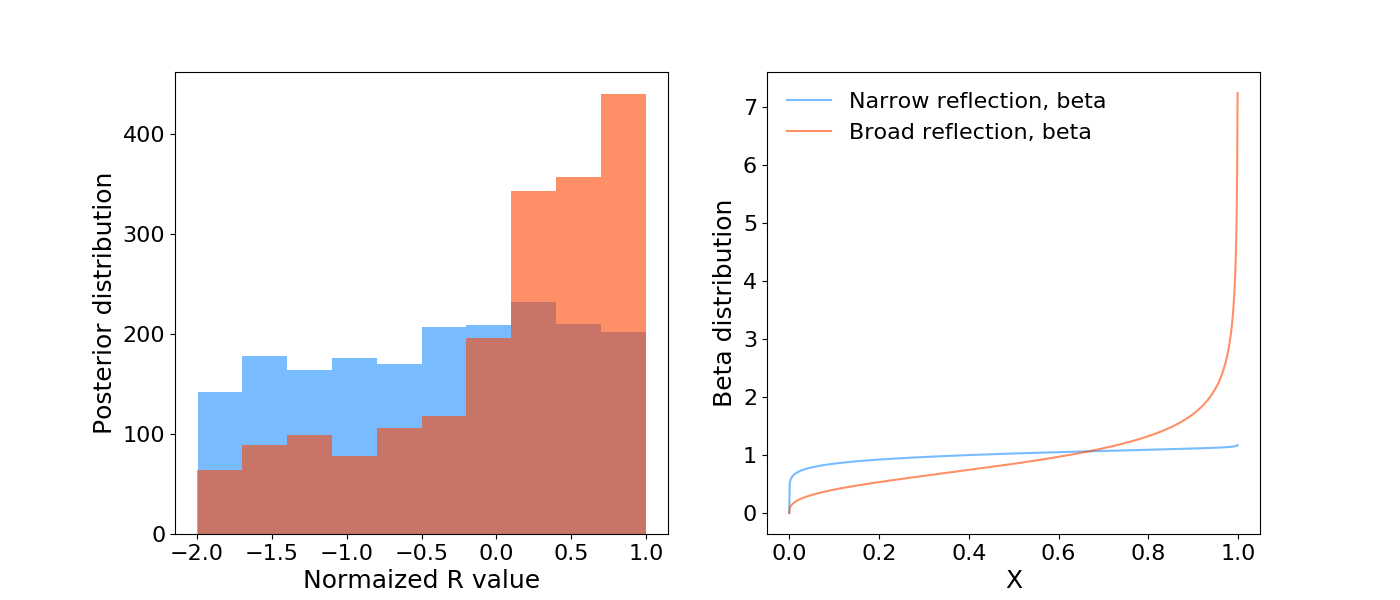 Posterior distribution
400
300
200
100
0
−2.0 −1.5 −1.0 −0.5 0.0 0.5 1.0
Normaized R value
Beta distribution
7
6
5
4
3
2
1
0
Narrow reflection, beta
Broad reflection, beta
0.0 0.2 0.4 0.6 0.8 1.0
X